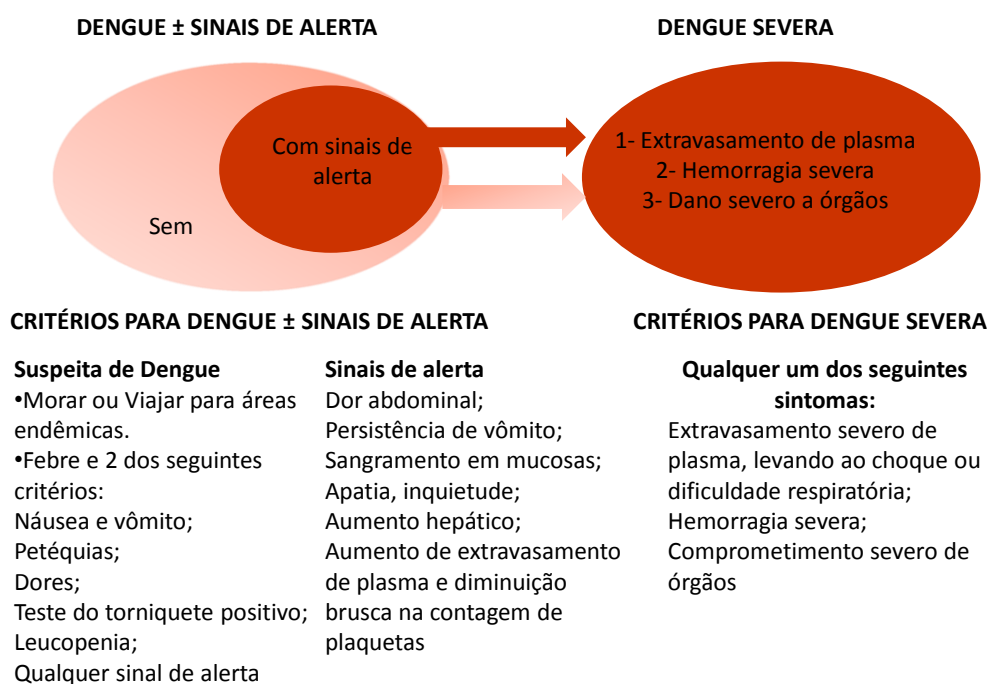 DENGUE ± SINAIS DE ALERTA
DENGUE SEVERA
Com sinais de
alerta
Sem
1- Extravasamento de plasma
2- Hemorragia severa
3- Dano severo a órgãos
CRITÉRIOS PARA DENGUE ± SINAIS DE ALERTA
Suspeita de Dengue
•Morar ou Viajar para áreas
endêmicas.
•Febre e 2 dos seguintes
critérios:
Náusea e vômito;
Petéquias;
Dores;
Teste do torniquete positivo;
Leucopenia;
Qualquer sinal de alerta
Sinais de alerta
Dor abdominal;
Persistência de vômito;
Sangramento em mucosas;
Apatia, inquietude;
Aumento hepático;
Aumento de extravasamento
de plasma e diminuição
brusca na contagem de
plaquetas
CRITÉRIOS PARA DENGUE SEVERA
Qualquer um dos seguintes
sintomas:
Extravasamento severo de
plasma, levando ao choque ou
dificuldade respiratória;
Hemorragia severa;
Comprometimento severo de
órgãos